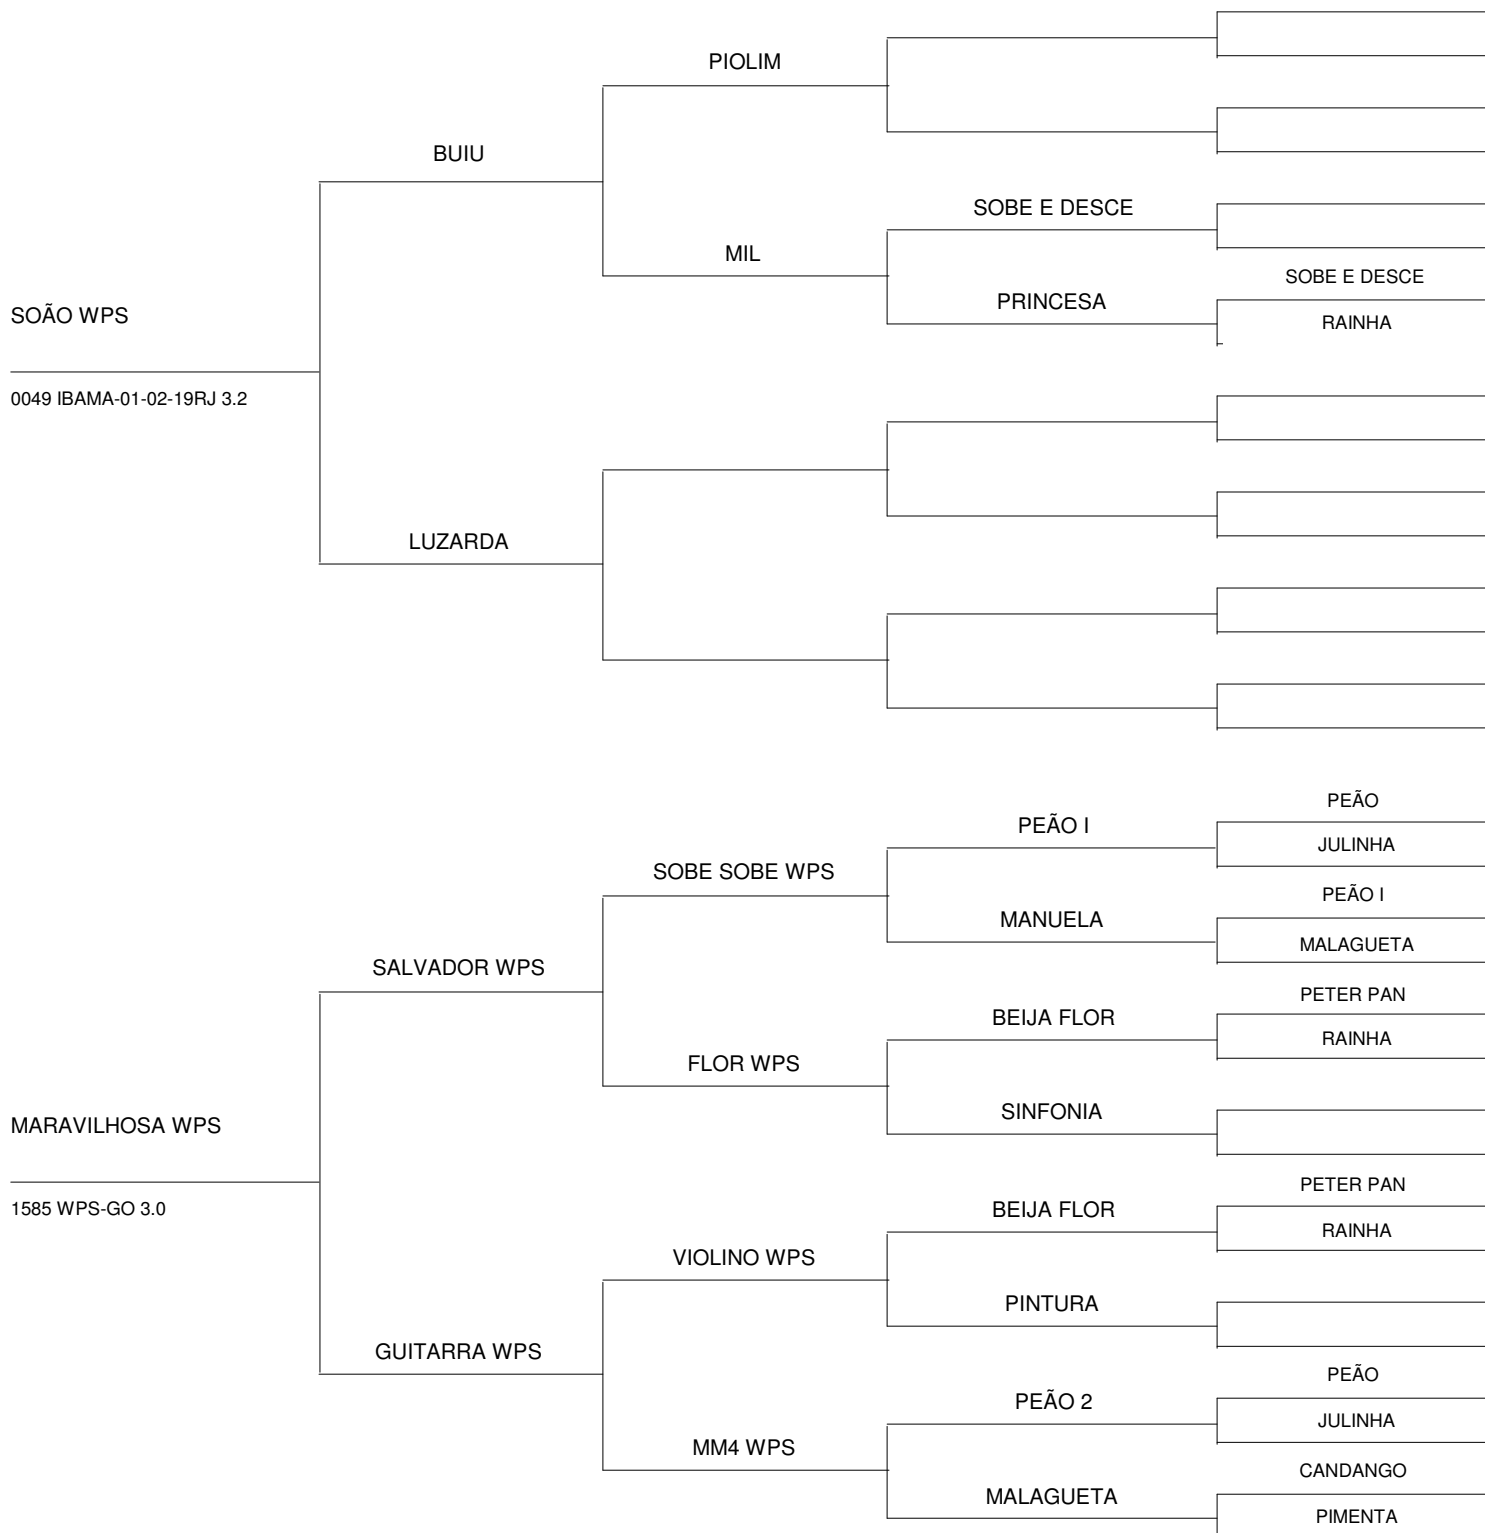 PIOLIM
BUIU
SOBE E DESCE
MIL
SOBE E DESCE
PRINCESA
RAINHA
SOÃO WPS
0049 IBAMA-01-02-19RJ 3.2
LUZARDA
PEÃO
PEÃO I
JULINHA
SOBE SOBE WPS
PEÃO I
MANUELA
MALAGUETA
SALVADOR WPS
PETER PAN
BEIJA FLOR
RAINHA
FLOR WPS
SINFONIA
MARAVILHOSA WPS
1585 WPS-GO 3.0
PETER PAN
BEIJA FLOR
RAINHA
VIOLINO WPS
PINTURA
GUITARRA WPS
PEÃO
PEÃO 2
JULINHA
MM4 WPS
CANDANGO
MALAGUETA
PIMENTA